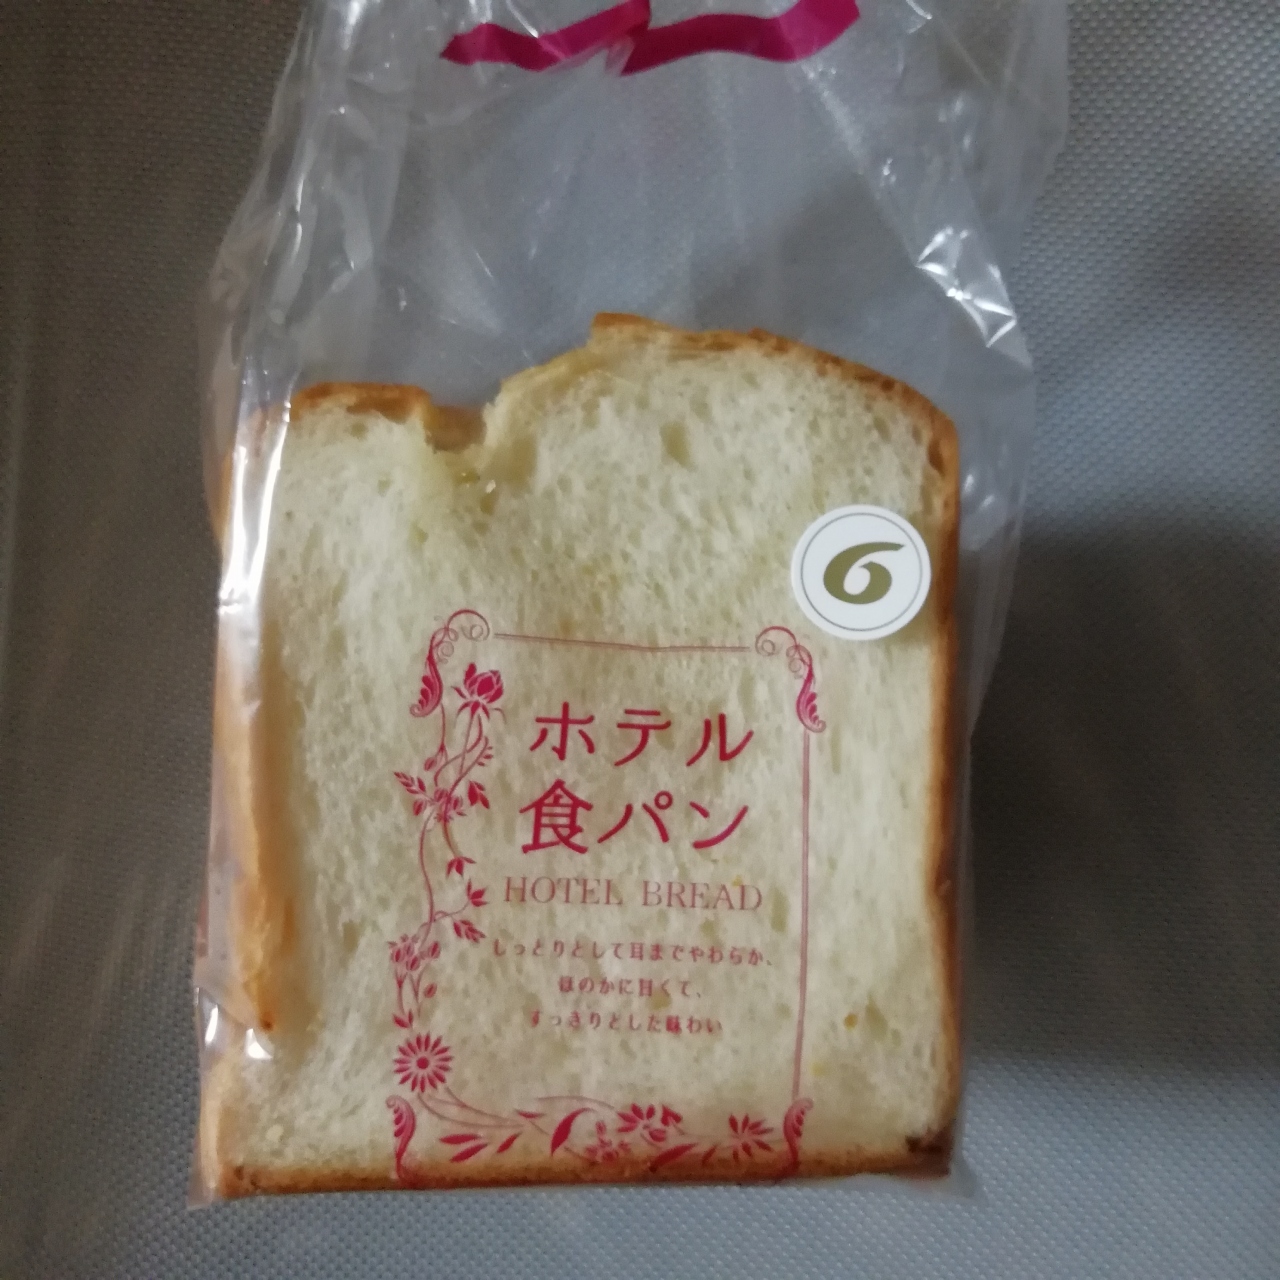 6
ホテル
食パン
HOTEL BREAD
しっとりとして耳までやわらか、
ほのかに甘くて、
すっきりとした味わい